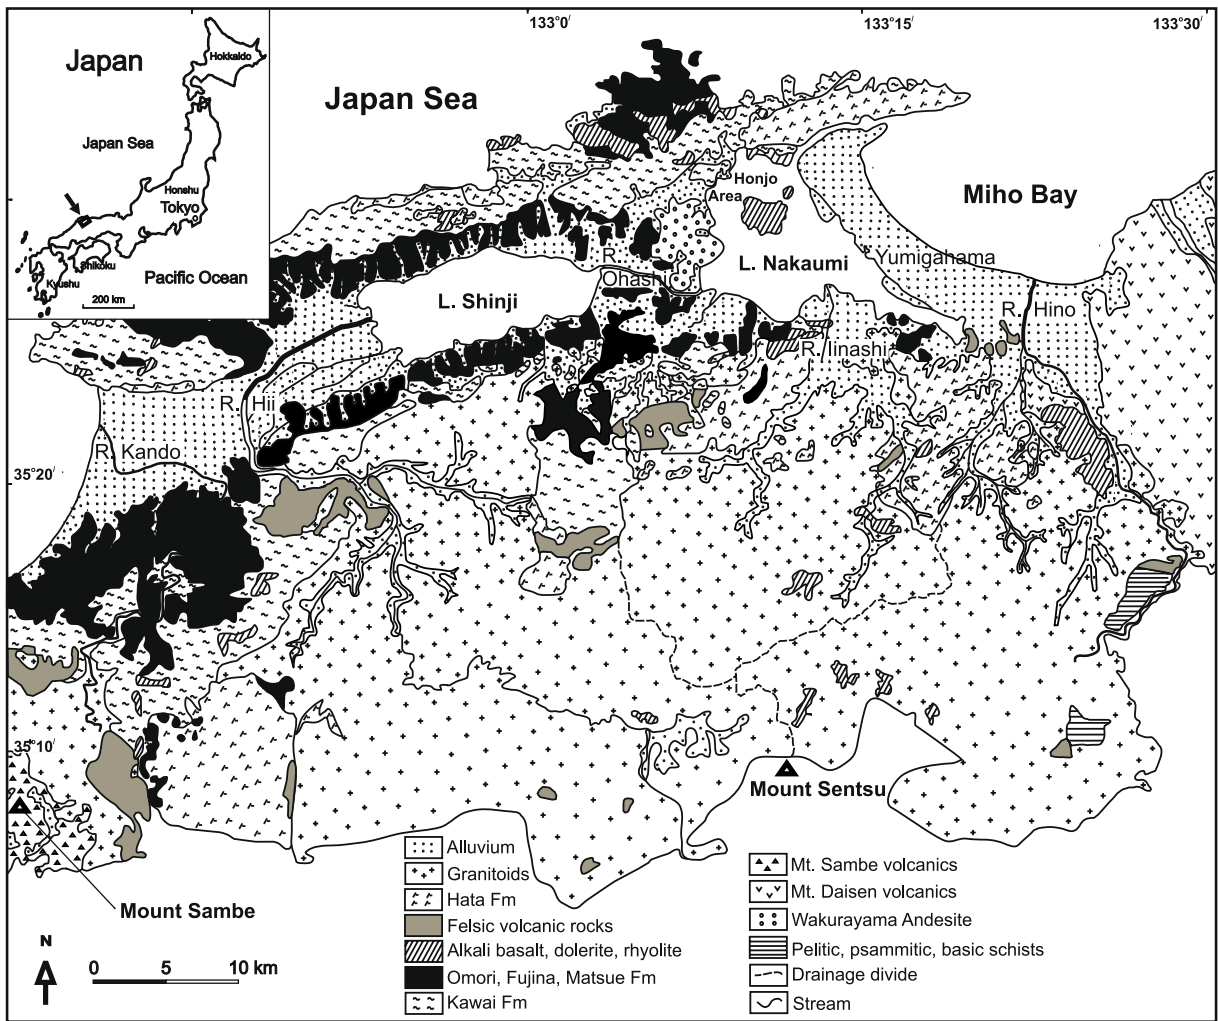 133°0/
133°15/
133°30/
Japan
Hokkaido
Japan Sea
Honshu
Tokyo
Shikoku
Kyushu
Pacific Ocean
200 km
Japan Sea
Honjo
Area
Miho Bay
L. Nakaumi
Yumigahama
R.
Ohashi
L. Shinji
R. Hino
R. Iinashi
R. Hii
R. Kando
35°20/
35°10/
Mount Sentsu
Mount Sambe
N
0 5 10 km
Alluvium
Granitoids
Hata Fm
Felsic volcanic rocks
Alkali basalt, dolerite, rhyolite
Omori, Fujina, Matsue Fm
Kawai Fm
Mt. Sambe volcanics
Mt. Daisen volcanics
Wakurayama Andesite
Pelitic, psammitic, basic schists
Drainage divide
Stream